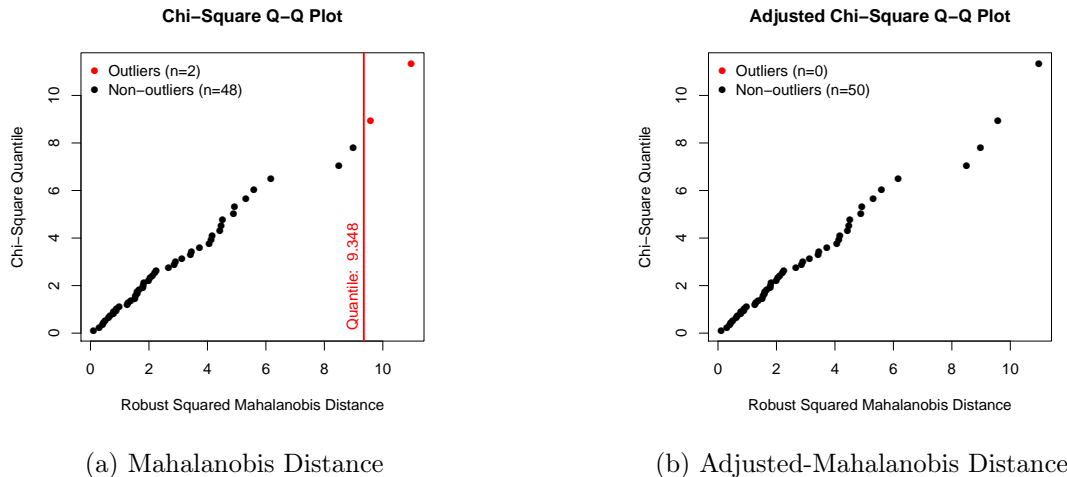 Chi−Square Q−Q Plot
Outliers (n=2)
Non−outliers (n=48)
Quantile: 9.348
Chi−Square Quantile
0
2
4
6
8
10
0 2 4 6 8 10
Robust Squared Mahalanobis Distance
(a) Mahalanobis Distance
Adjusted Chi−Square Q−Q Plot
Outliers (n=0)
Non−outliers (n=50)
Chi−Square Quantile
0
2
4
6
8
10
0 2 4 6 8 10
Robust Squared Mahalanobis Distance
(b) Adjusted-Mahalanobis Distance